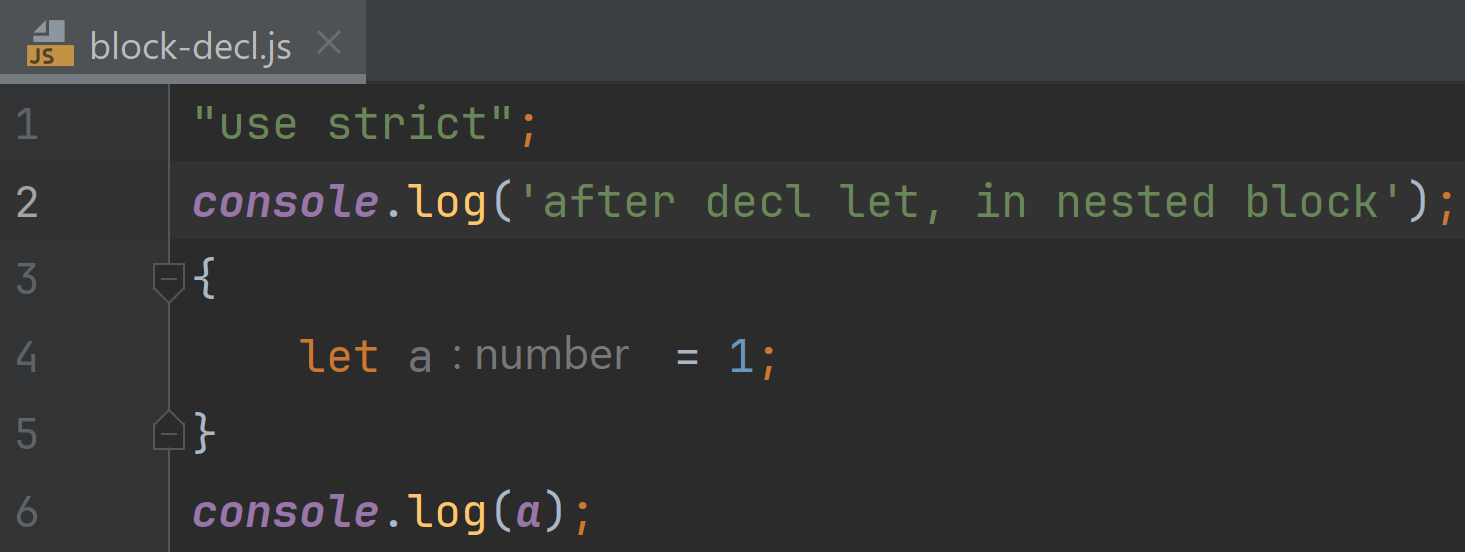 JS block-decl.js
1 "use strict";
2 console.log('after decl let, in nested block');
3 {
4     let a : number = 1;
5 }
6 console.log(a);